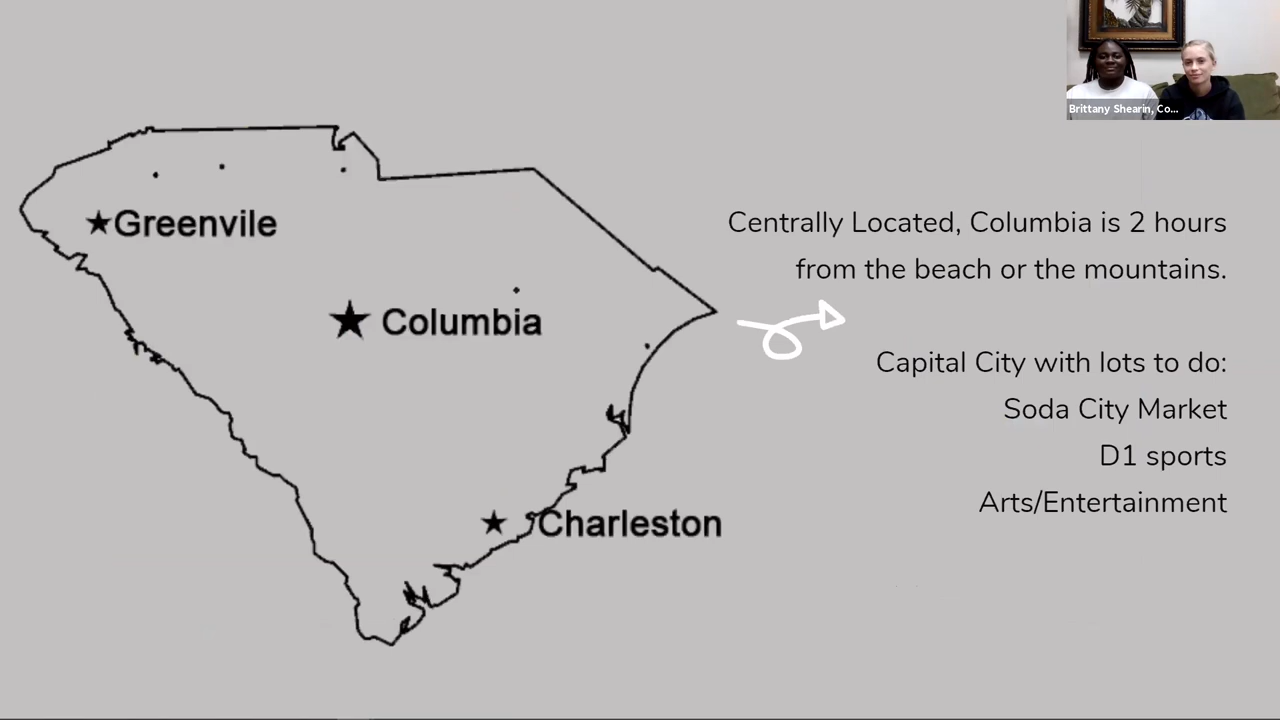 Brittany Shearin, Co...
Greenvile
Columbia
Charleston
Centrally Located, Columbia is 2 hours
from the beach or the mountains.
Capital City with lots to do:
Soda City Market
D1 sports
Arts/Entertainment